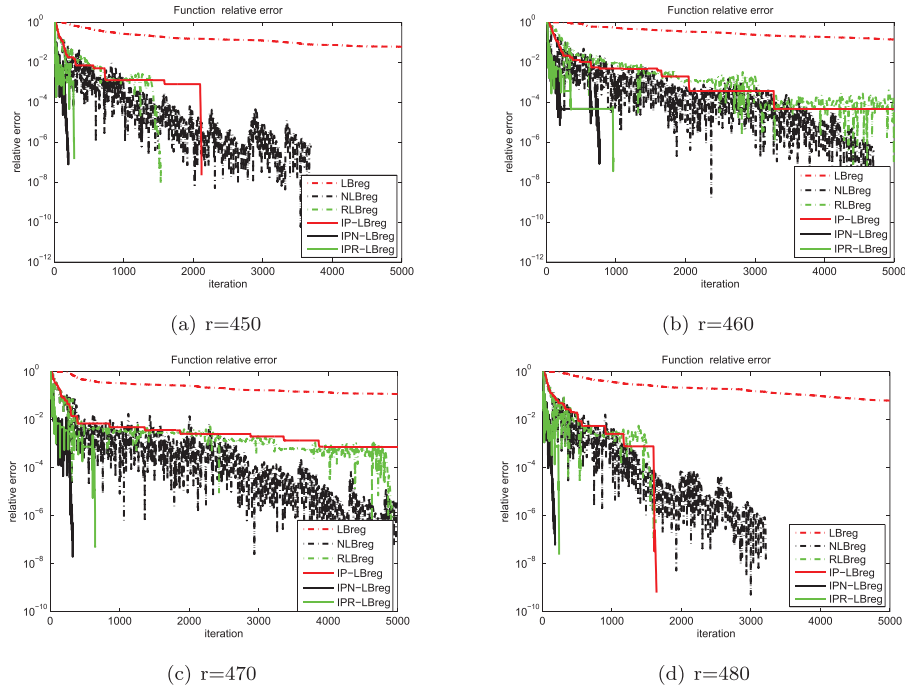 Function relative error
Function relative error
10^0
10^-2
10^-4
10^-6
10^-8
10^-10
10^-12
relative error
0 1000 2000 3000 4000 5000
iteration
LBreg
NLBreg
RLBreg
IP-LBreg
IPN-LBreg
IPR-LBreg
10^0
10^-2
10^-4
10^-6
10^-8
10^-10
10^-12
relative error
0 1000 2000 3000 4000 5000
iteration
LBreg
NLBreg
RLBreg
IP-LBreg
IPN-LBreg
IPR-LBreg
(a) r=450
(b) r=460
Function relative error
Function relative error
10^0
10^-2
10^-4
10^-6
10^-8
10^-10
relative error
0 1000 2000 3000 4000 5000
iteration
LBreg
NLBreg
RLBreg
IP-LBreg
IPN-LBreg
IPR-LBreg
10^0
10^-2
10^-4
10^-6
10^-8
10^-10
relative error
0 1000 2000 3000 4000 5000
iteration
LBreg
NLBreg
RLBreg
IP-LBreg
IPN-LBreg
IPR-LBreg
(c) r=470
(d) r=480